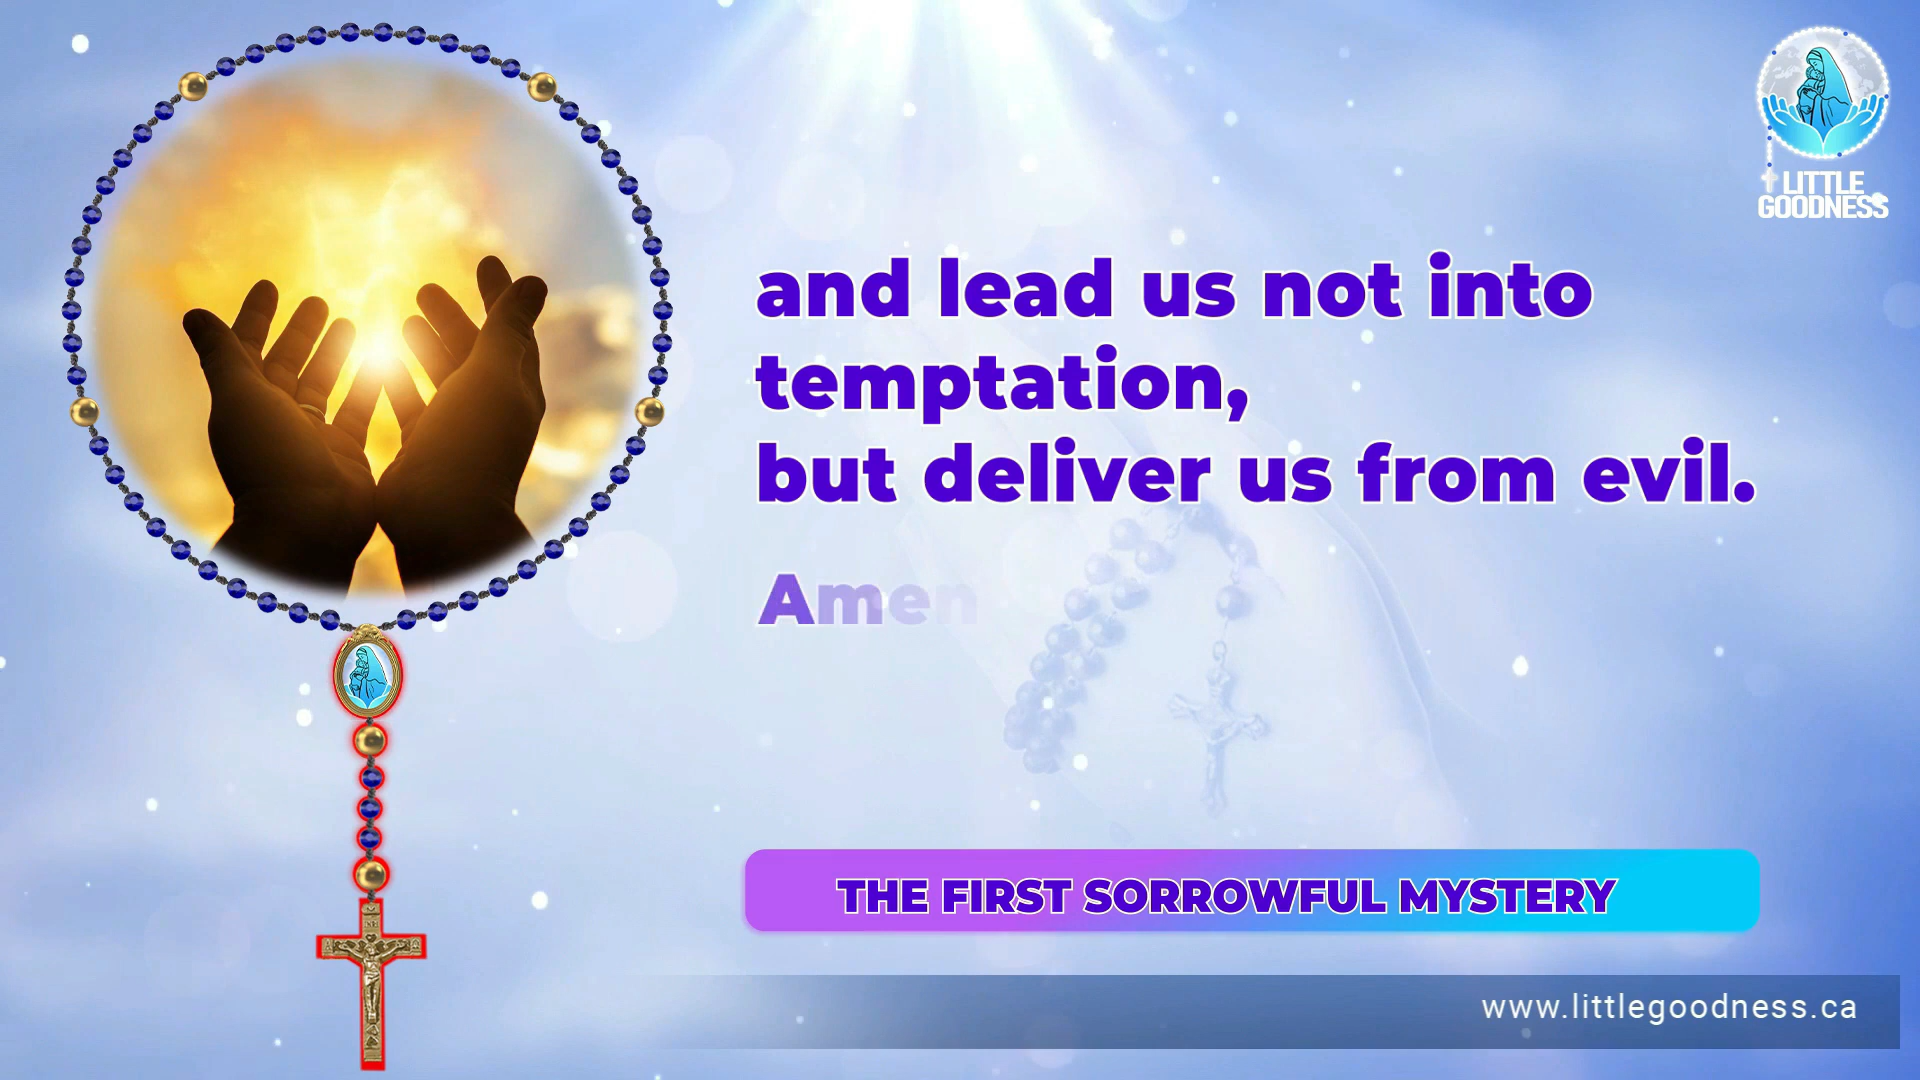 LITTLE
GOODNESS
and lead us not into
temptation,
but deliver us from evil.
Amen
THE FIRST SORROWFUL MYSTERY
www.littlegoodness.ca